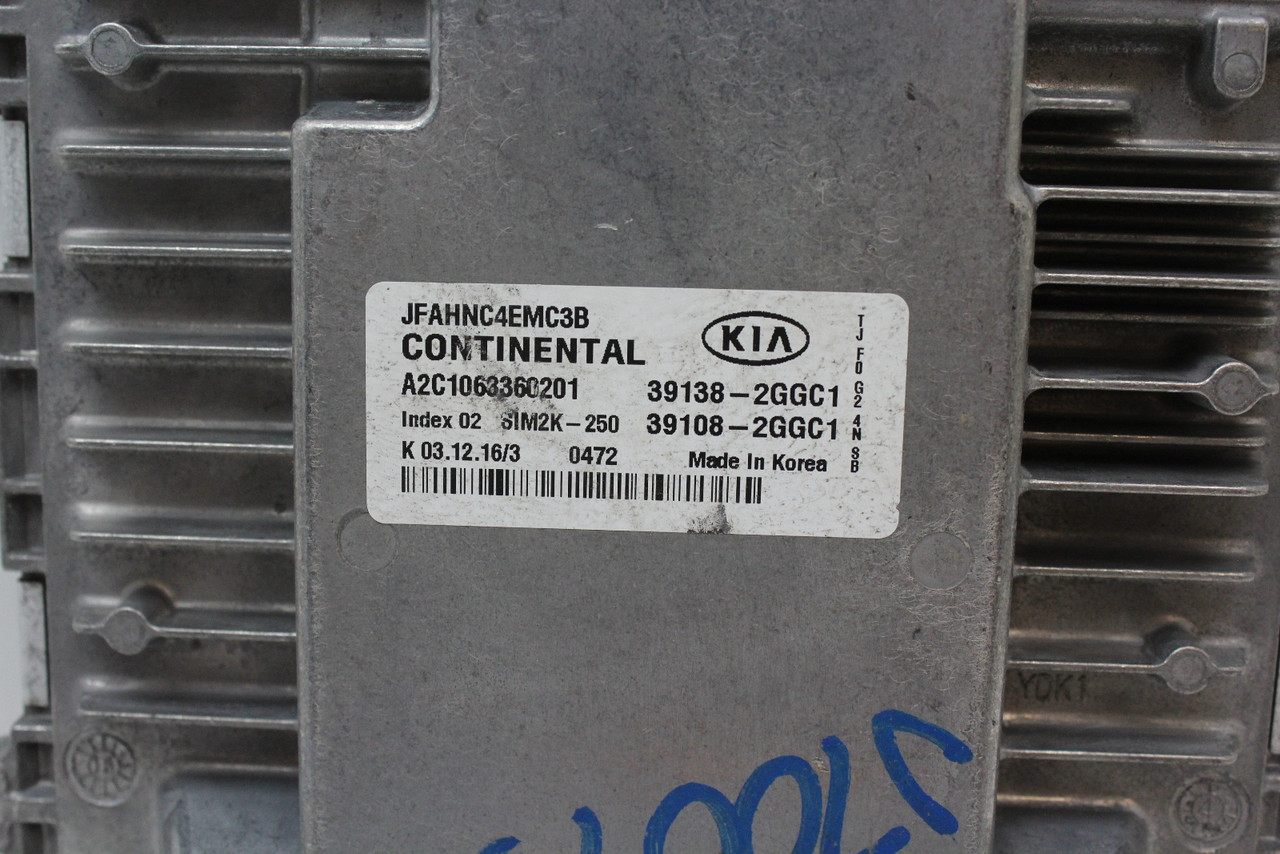 JFAHNC4EMC3B
CONTINENTAL
KIA
A2C1063360201 39138-2GGC1
Index 02 SIM2K-250 39108-2GGC1
K 03.12.16/3 0472 Made In Korea
TJ F0 G2 4N SB
YDK1